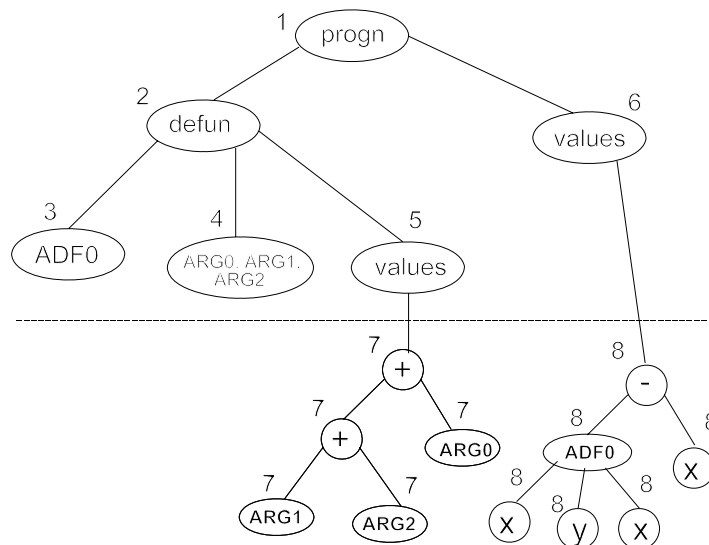 1
progn
2
6
defun
values
3
4
5
ADF0
ARG0. ARG1.
ARG2
values
7
8
+
-
7
7
8
8
+
ARG0
ADF0
x
7
7
8
8
8
ARG1
ARG2
x
y
x